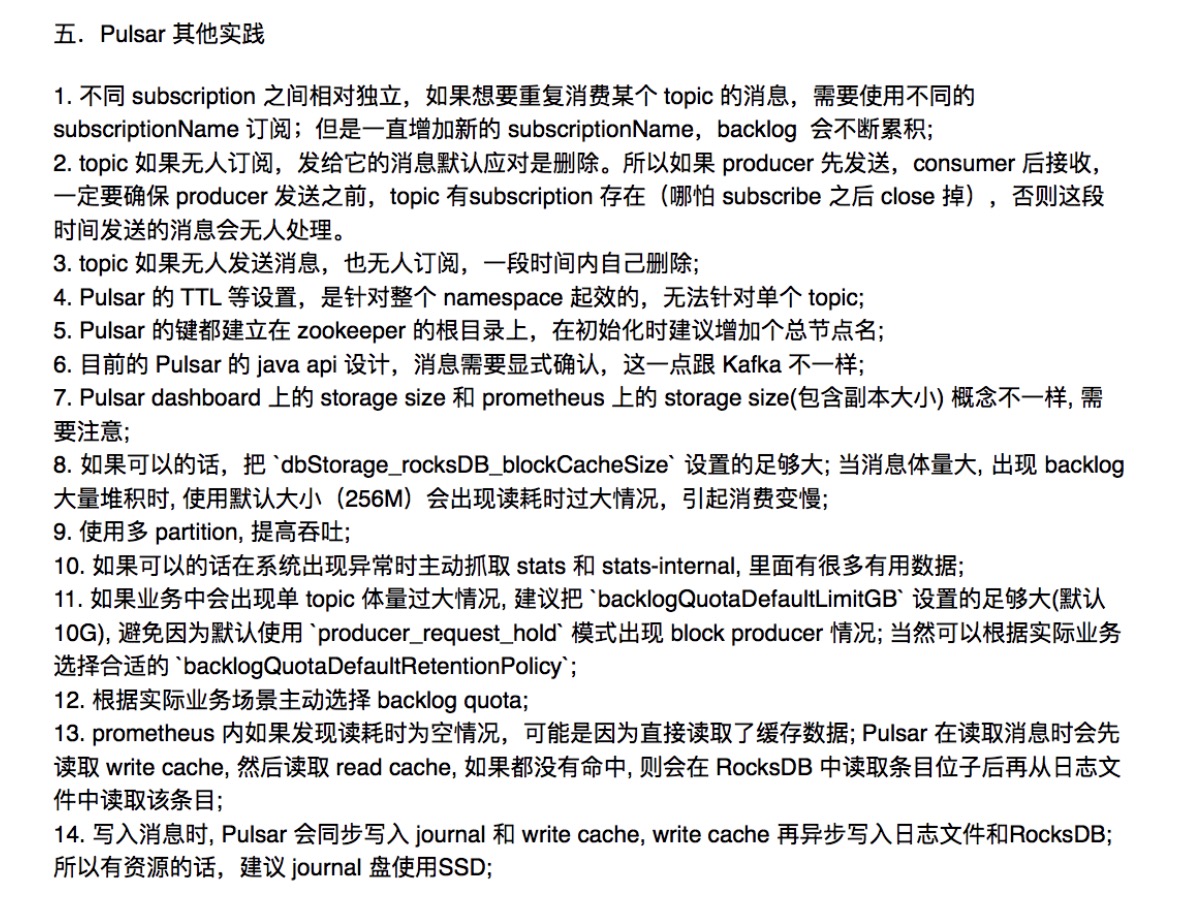 五．Pulsar 其他实践
1. 不同 subscription 之间相对独立，如果想要重复消费某个 topic 的消息，需要使用不同的
subscriptionName 订阅；但是一直增加新的 subscriptionName，backlog 会不断累积;
2. topic 如果无人订阅，发给它的消息默认应对是删除。所以如果 producer 先发送，consumer 后接收，
一定要确保 producer 发送之前，topic 有subscription 存在（哪怕 subscribe 之后 close 掉），否则这段
时间发送的消息会无人处理。
3. topic 如果无人发送消息，也无人订阅，一段时间内自己删除;
4. Pulsar 的 TTL 等设置，是针对整个 namespace 起效的，无法针对单个 topic;
5. Pulsar 的键都建立在 zookeeper 的根目录上，在初始化时建议增加个总节点名;
6. 目前的 Pulsar 的 java api 设计，消息需要显式确认，这一点跟 Kafka 不一样;
7. Pulsar dashboard 上的 storage size 和 prometheus 上的 storage size(包含副本大小) 概念不一样, 需
要注意;
8. 如果可以的话，把 `dbStorage_rocksDB_blockCacheSize` 设置的足够大; 当消息体量大, 出现 backlog
大量堆积时, 使用默认大小（256M）会出现读耗时过大情况，引起消费变慢;
9. 使用多 partition, 提高吞吐;
10. 如果可以的话在系统出现异常时主动抓取 stats 和 stats-internal, 里面有很多有用数据;
11. 如果业务中会出现单 topic 体量过大情况, 建议把 `backlogQuotaDefaultLimitGB` 设置的足够大(默认
10G), 避免因为默认使用 `producer_request_hold` 模式出现 block producer 情况; 当然可以根据实际业务
选择合适的 `backlogQuotaDefaultRetentionPolicy`;
12. 根据实际业务场景主动选择 backlog quota;
13. prometheus 内如果发现读耗时为空情况，可能是因为直接读取了缓存数据; Pulsar 在读取消息时会先
读取 write cache, 然后读取 read cache, 如果都没有命中, 则会在 RocksDB 中读取条目位子后再从日志文
件中读取该条目;
14. 写入消息时, Pulsar 会同步写入 journal 和 write cache, write cache 再异步写入日志文件和RocksDB;
所以有资源的话，建议 journal 盘使用SSD;